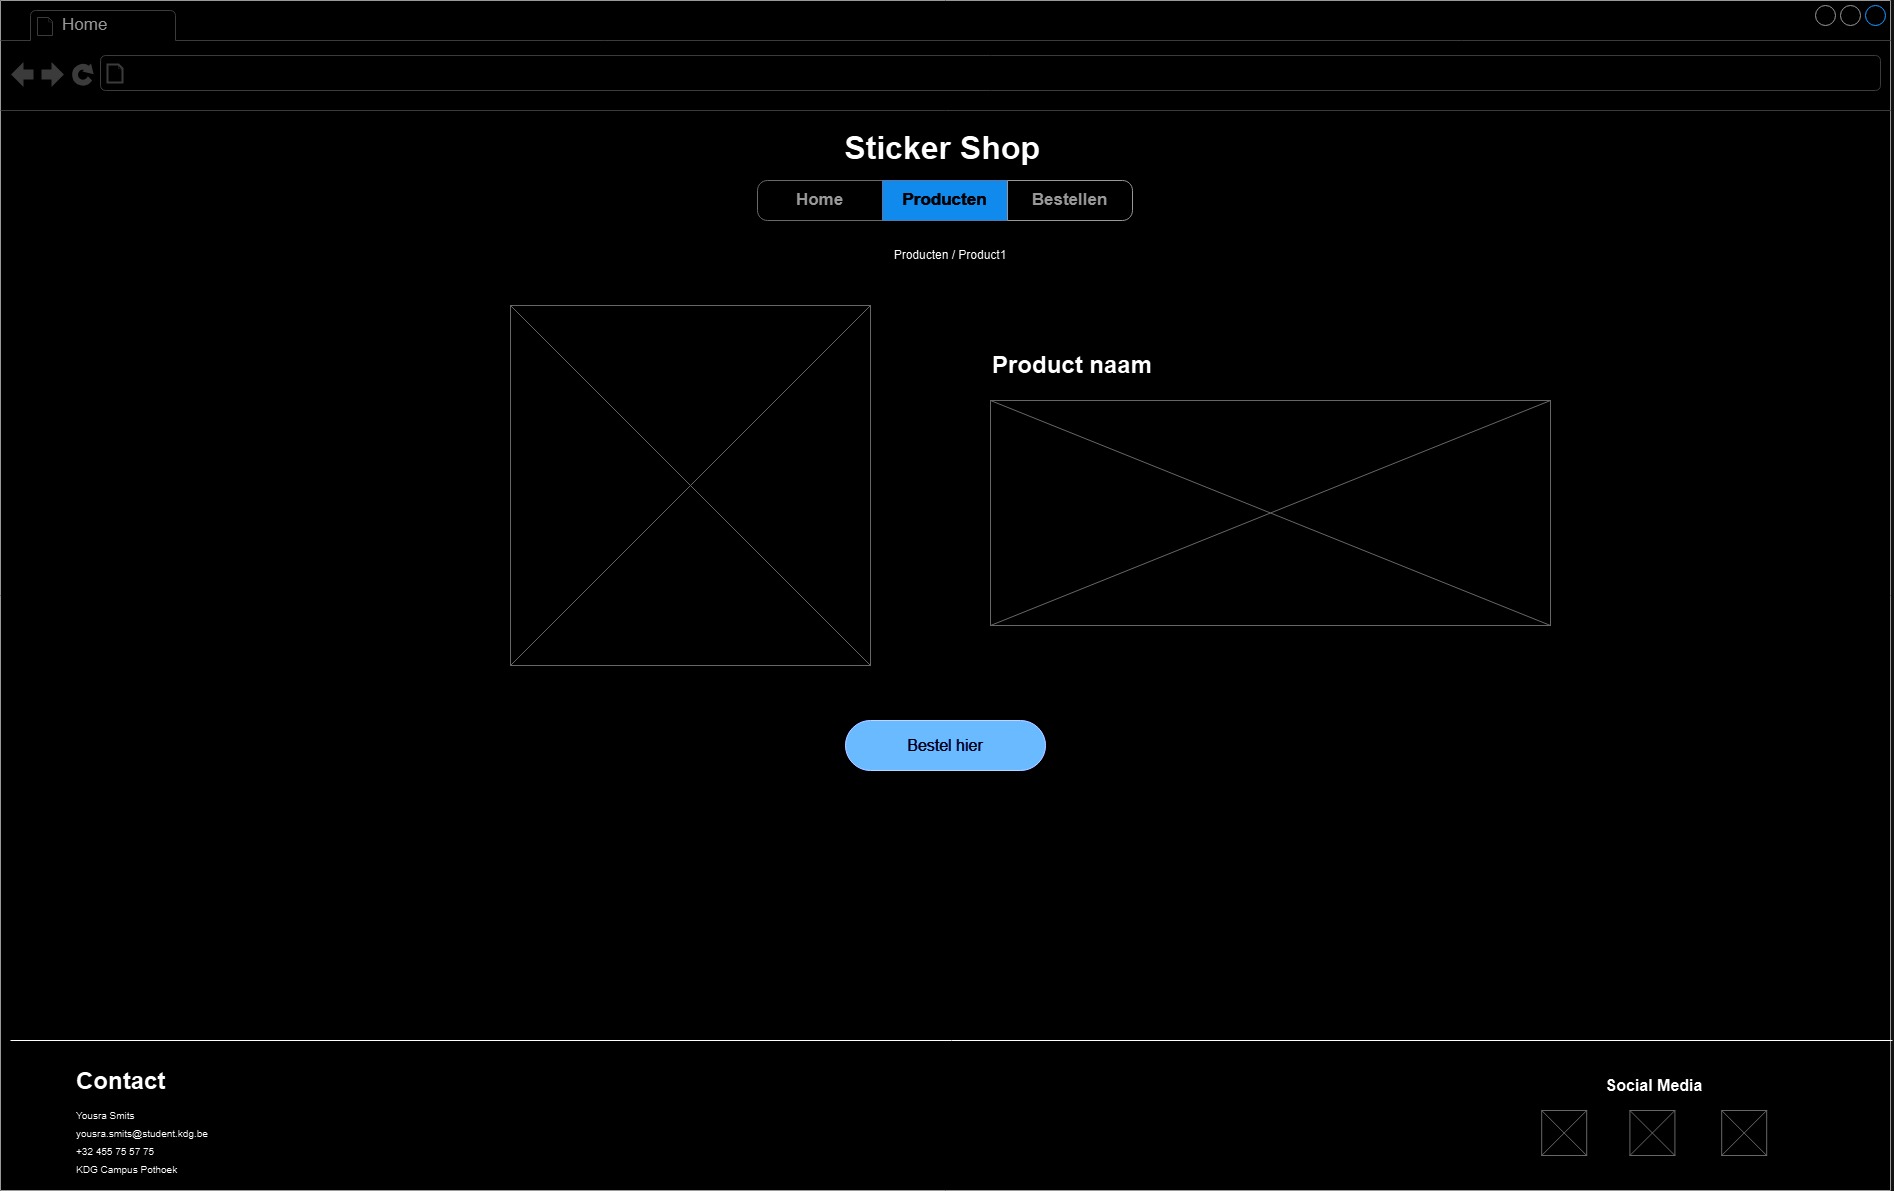 Home
Sticker Shop
Home
Producten
Bestellen
Producten / Product1
Product naam
Bestel hier
Contact
Yousra Smits
yousra.smits@student.kdg.be
+32 455 75 57 75
KDG Campus Pothoek
Social Media